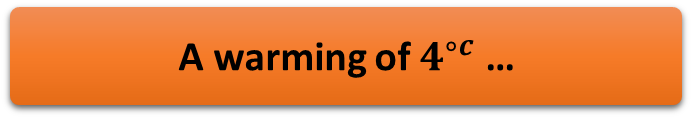 A warming of 4°ᶜ ...